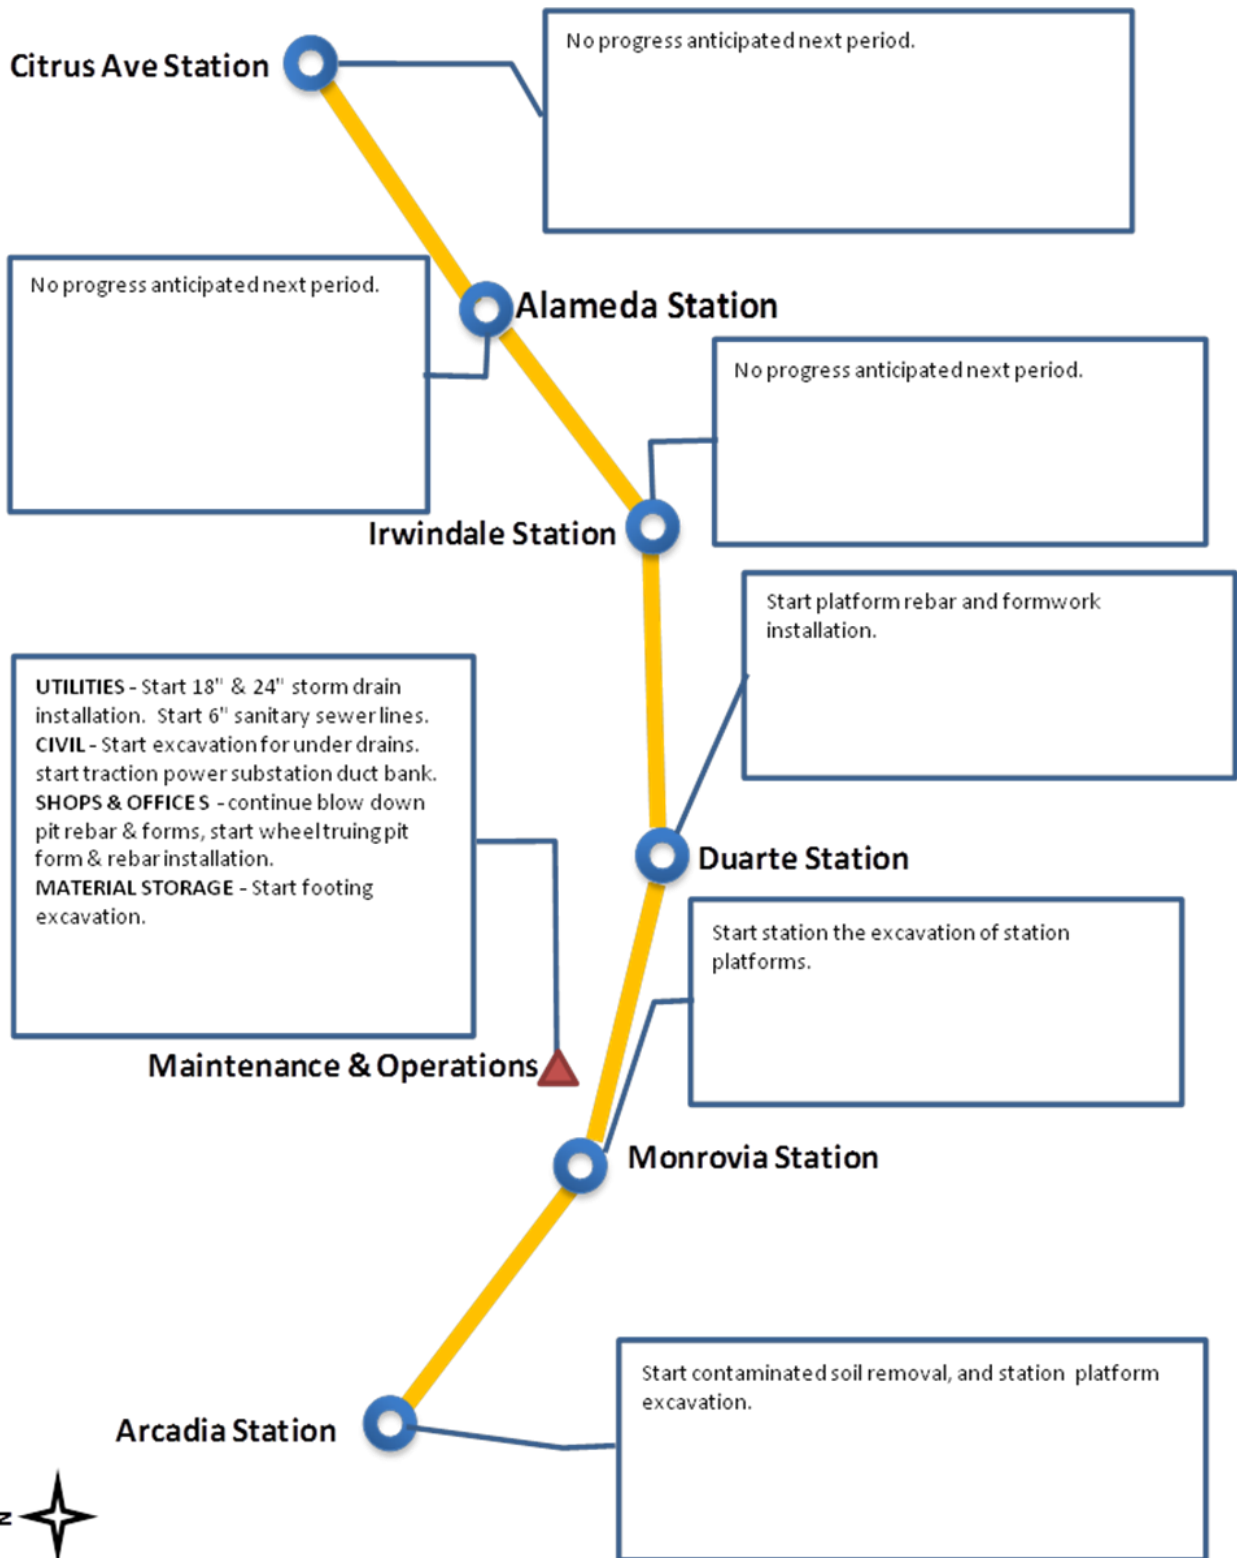 Citrus Ave Station
No progress anticipated next period.
No progress anticipated next period.
Alameda Station
No progress anticipated next period.
Irwindale Station
Start platform rebar and formwork
installation.
UTILITIES - Start 18" & 24" storm drain
installation. Start 6" sanitary sewer lines.
CIVIL - Start excavation for under drains.
start traction power substation duct bank.
SHOPS & OFFICES - continue blow down
pit rebar & forms, start wheel truing pit
form & rebar installation.
MATERIAL STORAGE - Start footing
excavation.
Duarte Station
Start station the excavation of station
platforms.
Maintenance & Operations
Monrovia Station
Start contaminated soil removal, and station platform
excavation.
Arcadia Station
N